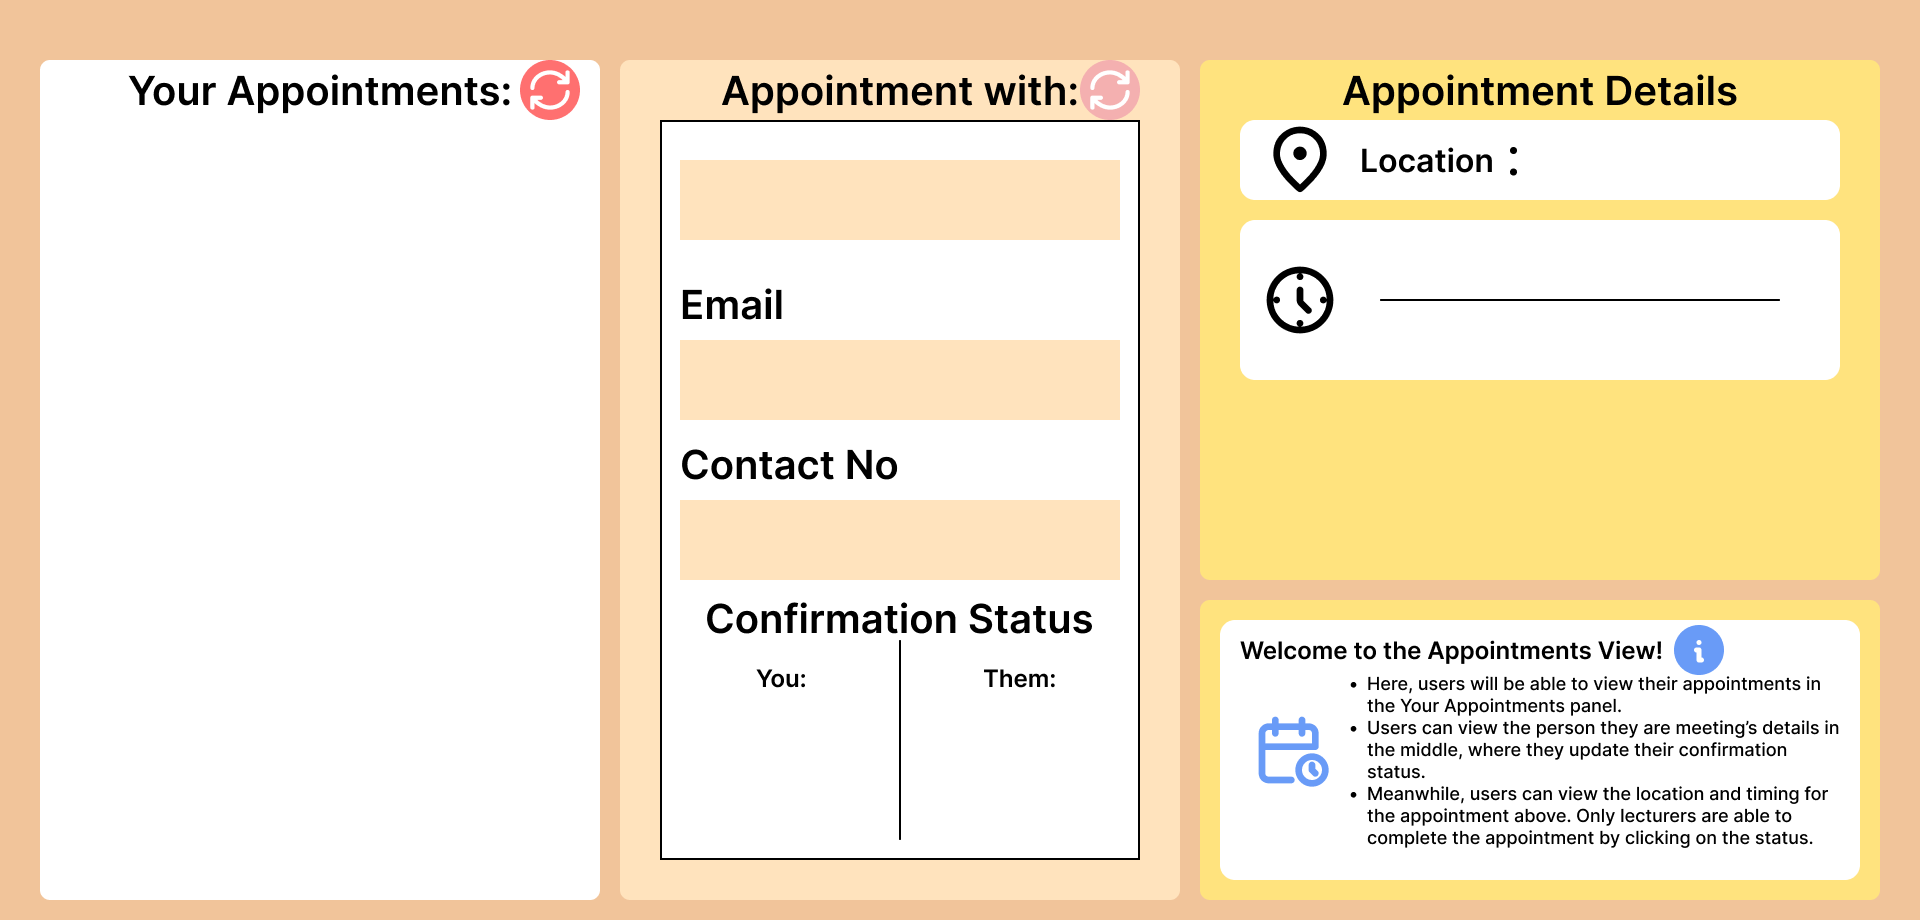 Your Appointments:
Appointment with:
Email
Contact No
Confirmation Status
You:
Them:
Appointment Details
Location :
Welcome to the Appointments View!
• Here, users will be able to view their appointments in
the Your Appointments panel.
• Users can view the person they are meeting’s details in
the middle, where they update their confirmation
status.
• Meanwhile, users can view the location and timing for
the appointment above. Only lecturers are able to
complete the appointment by clicking on the status.